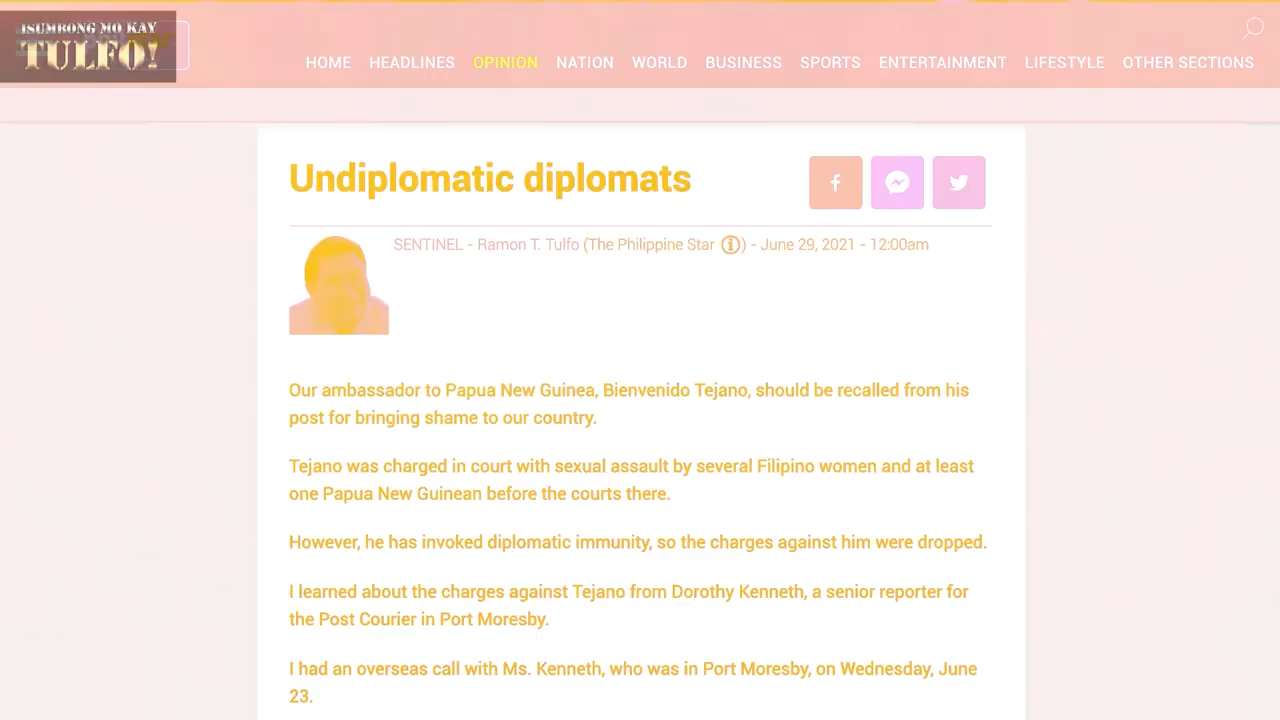 ISUMBONG MO KAY
TULFO!
HOME HEADLINES OPINION NATION WORLD BUSINESS SPORTS ENTERTAINMENT LIFESTYLE OTHER SECTIONS
Undiplomatic diplomats
SENTINEL - Ramon T. Tulfo (The Philippine Star ) - June 29, 2021 - 12:00am
Our ambassador to Papua New Guinea, Bienvenido Tejano, should be recalled from his
post for bringing shame to our country.
Tejano was charged in court with sexual assault by several Filipino women and at least
one Papua New Guinean before the courts there.
However, he has invoked diplomatic immunity, so the charges against him were dropped.
I learned about the charges against Tejano from Dorothy Kenneth, a senior reporter for
the Post Courier in Port Moresby.
I had an overseas call with Ms. Kenneth, who was in Port Moresby, on Wednesday, June
23.